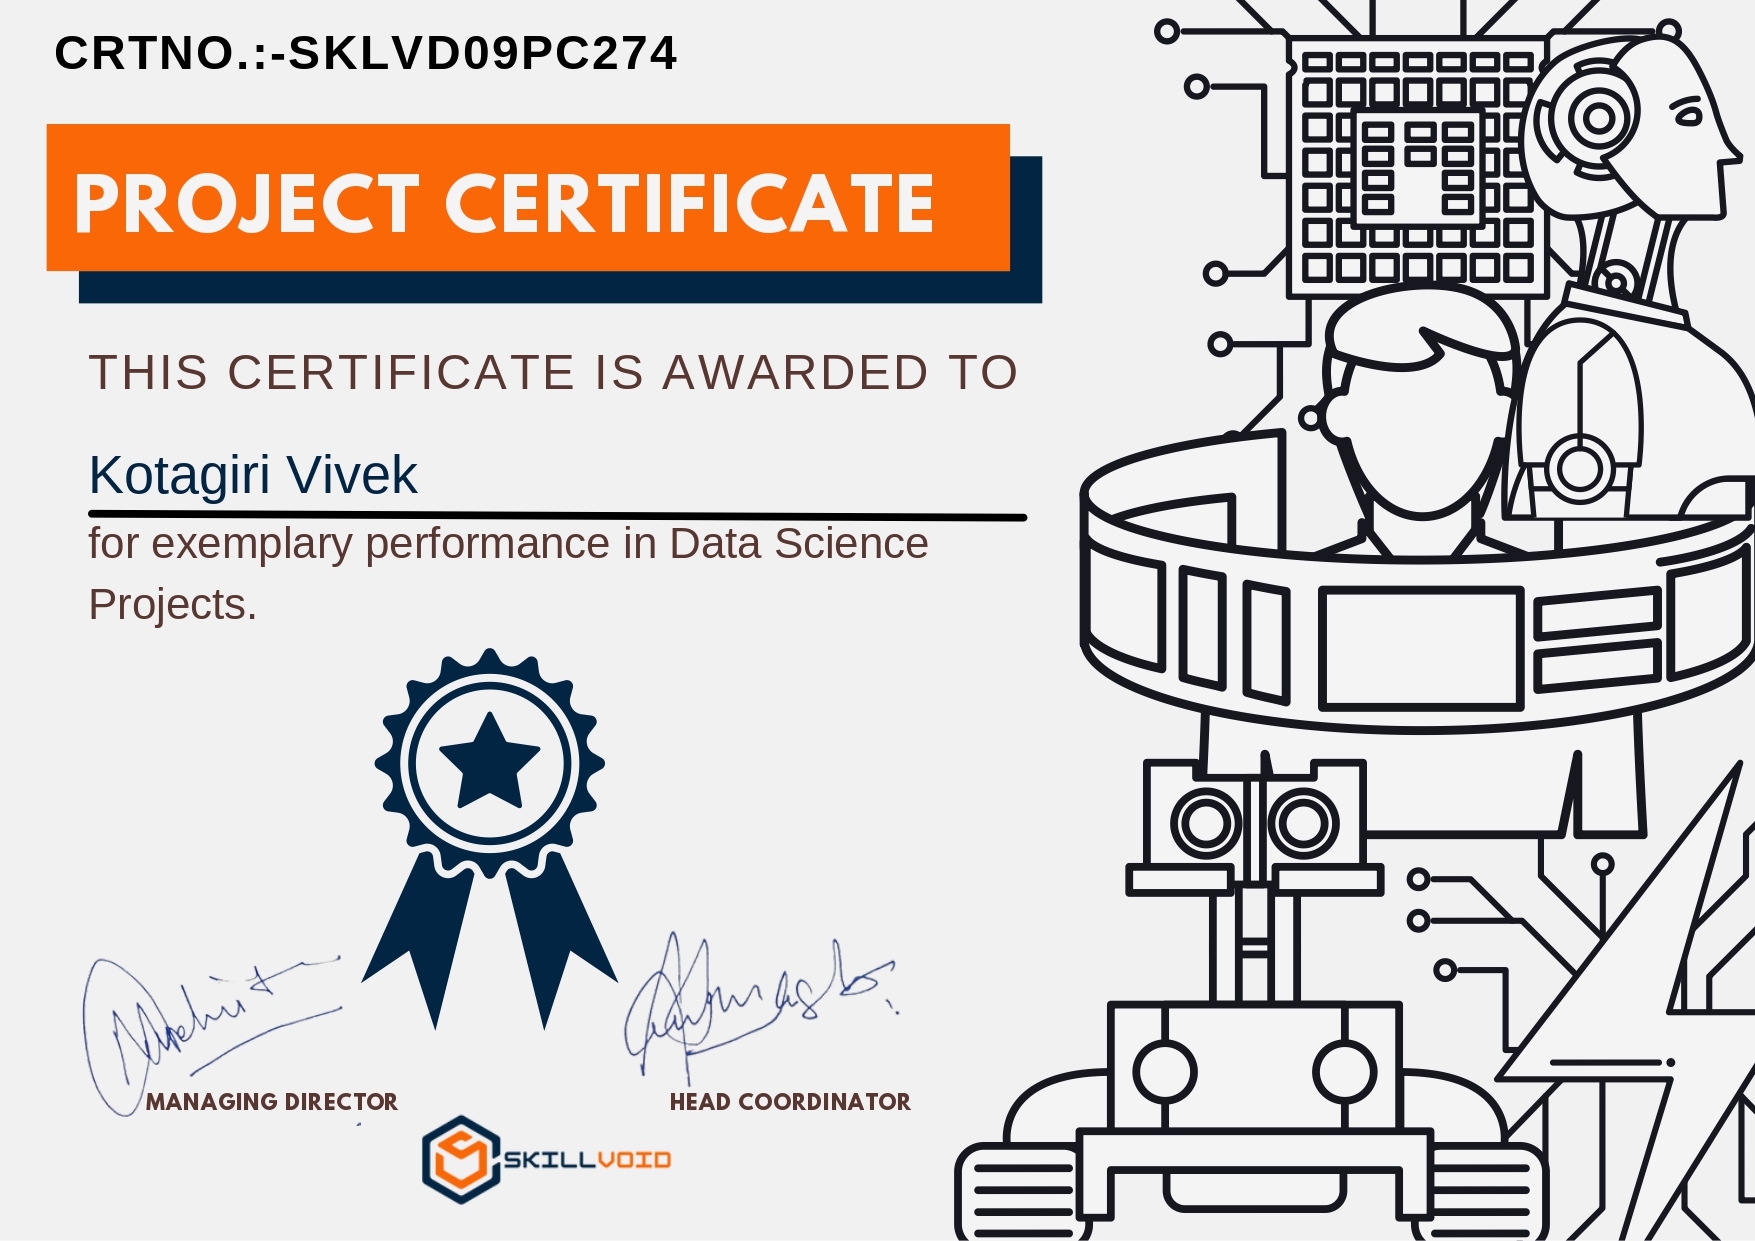 CRTNO.:-SKLVD09PC274
PROJECT CERTIFICATE
THIS CERTIFICATE IS AWARDED TO
Kotagiri Vivek
for exemplary performance in Data Science
Projects.
MANAGING DIRECTOR
HEAD COORDINATOR
SKILLVOID